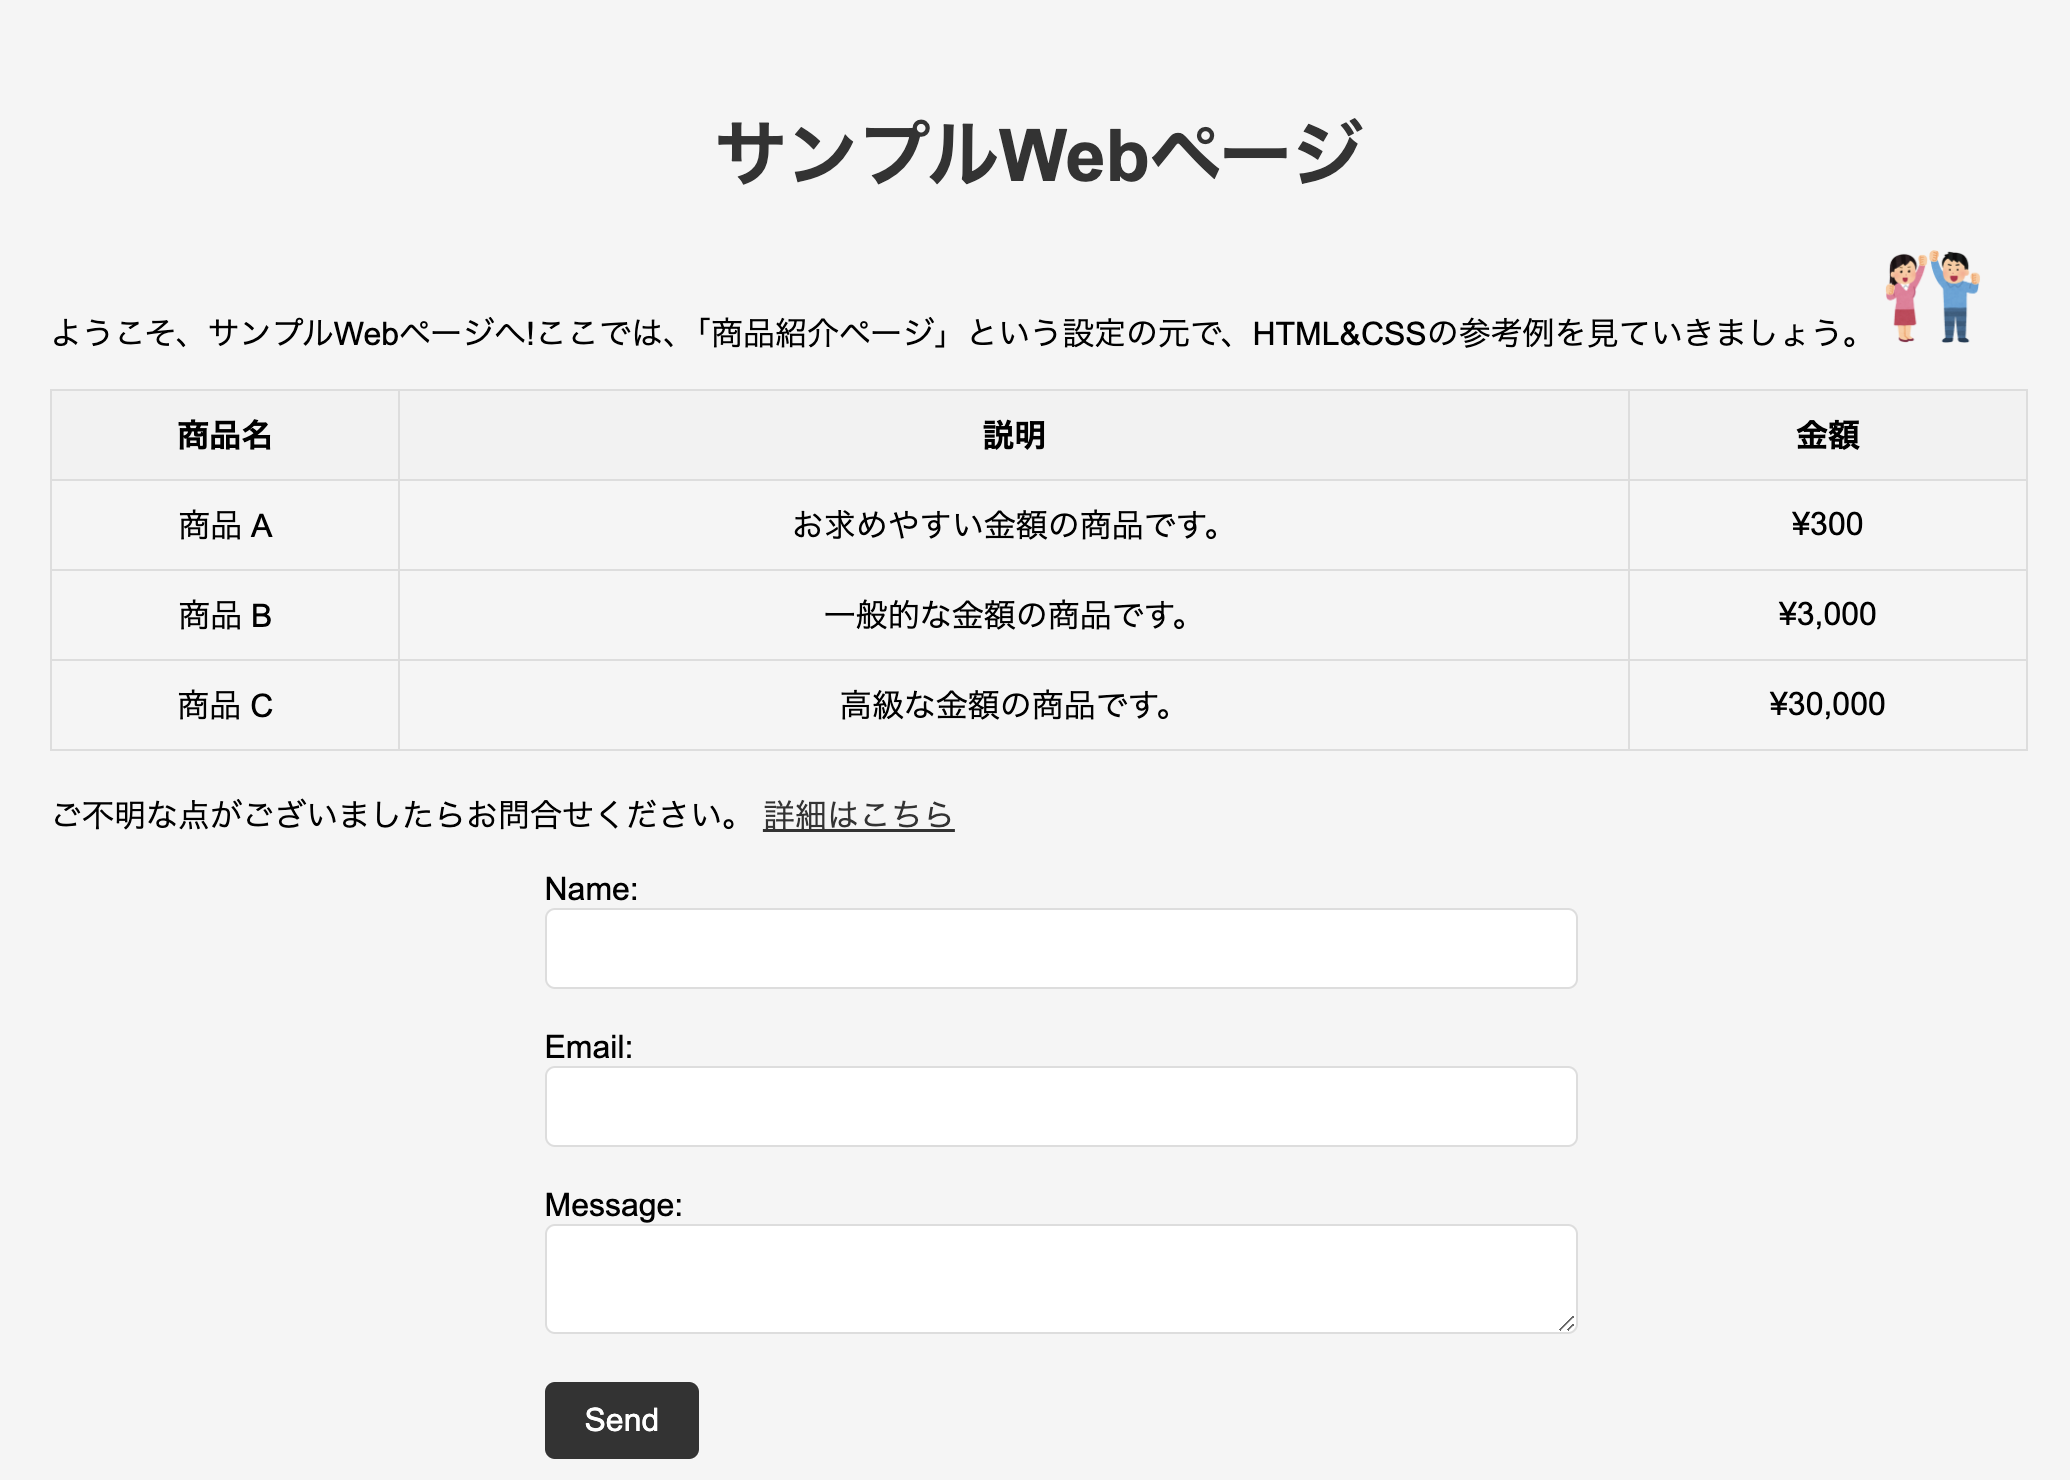 サンプルWebページ
ようこそ、サンプルWebページへ!ここでは、「商品紹介ページ」という設定の元で、HTML&CSSの参考例を見ていきましょう。
商品名 説明 金額
商品 A お求めやすい金額の商品です。 ¥300
商品 B 一般的な金額の商品です。 ¥3,000
商品 C 高級な金額の商品です。 ¥30,000
ご不明な点がございましたらお問合せください。 詳細はこちら
Name:
Email:
Message:
Send